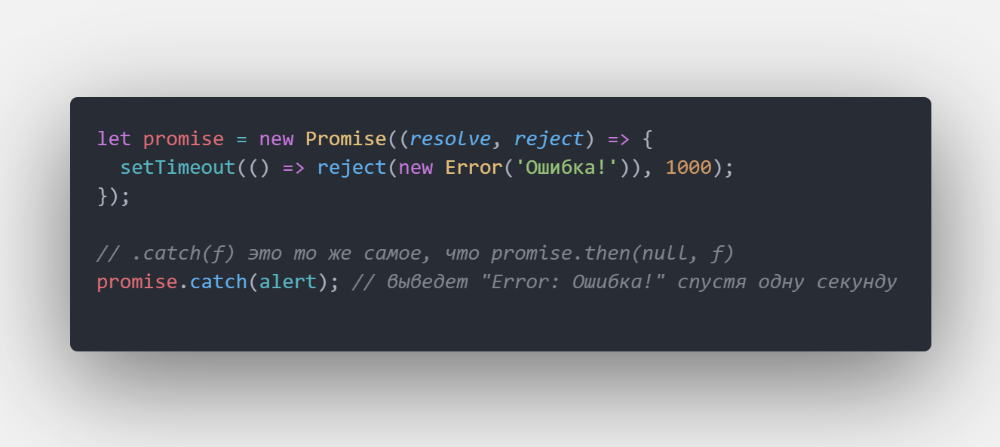 let promise = new Promise((resolve, reject) => {
  setTimeout(() => reject(new Error('Ошибка!')), 1000);
});
// .catch(f) это то же самое, что promise.then(null, f)
promise.catch(alert); // выведет "Error: Ошибка!" спустя одну секунду